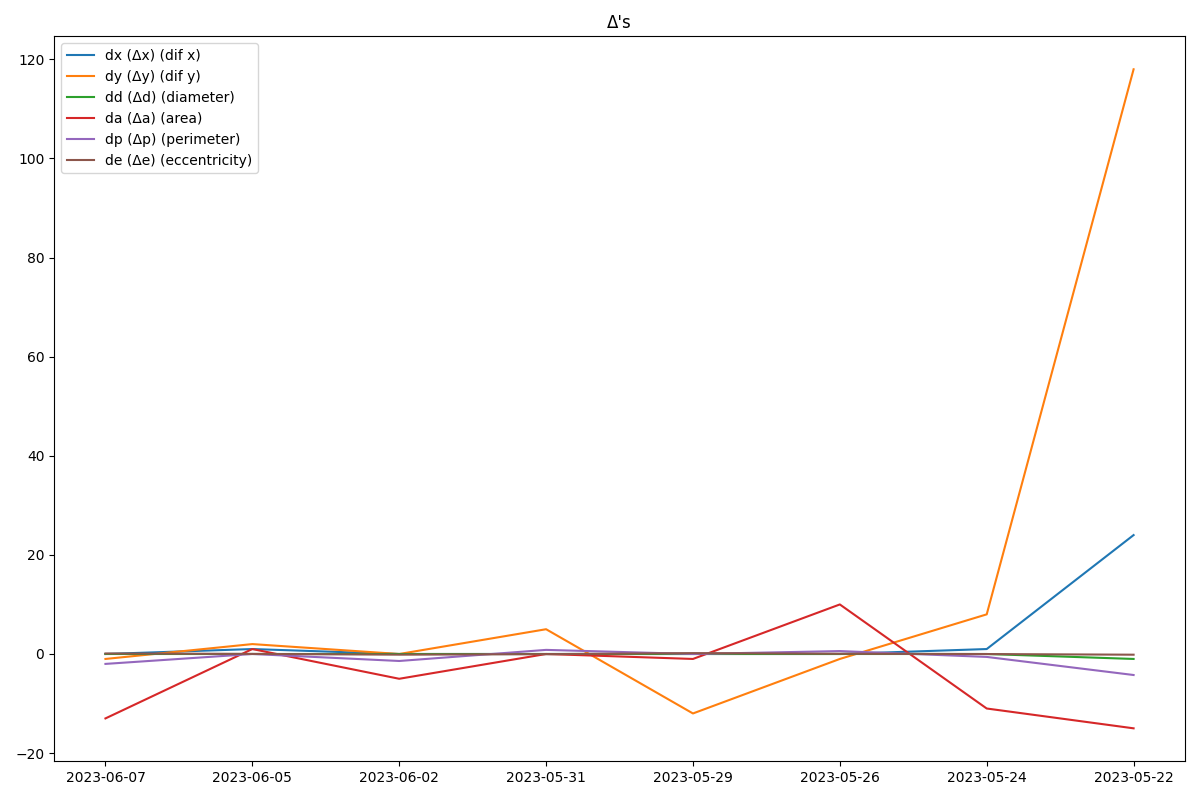 Δ's
dx (Δx) (dif x)
dy (Δy) (dif y)
dd (Δd) (diameter)
da (Δa) (area)
dp (Δp) (perimeter)
de (Δe) (eccentricity)
120
100
80
60
40
20
0
−20
2023-06-07 2023-06-05 2023-06-02 2023-05-31 2023-05-29 2023-05-26 2023-05-24 2023-05-22